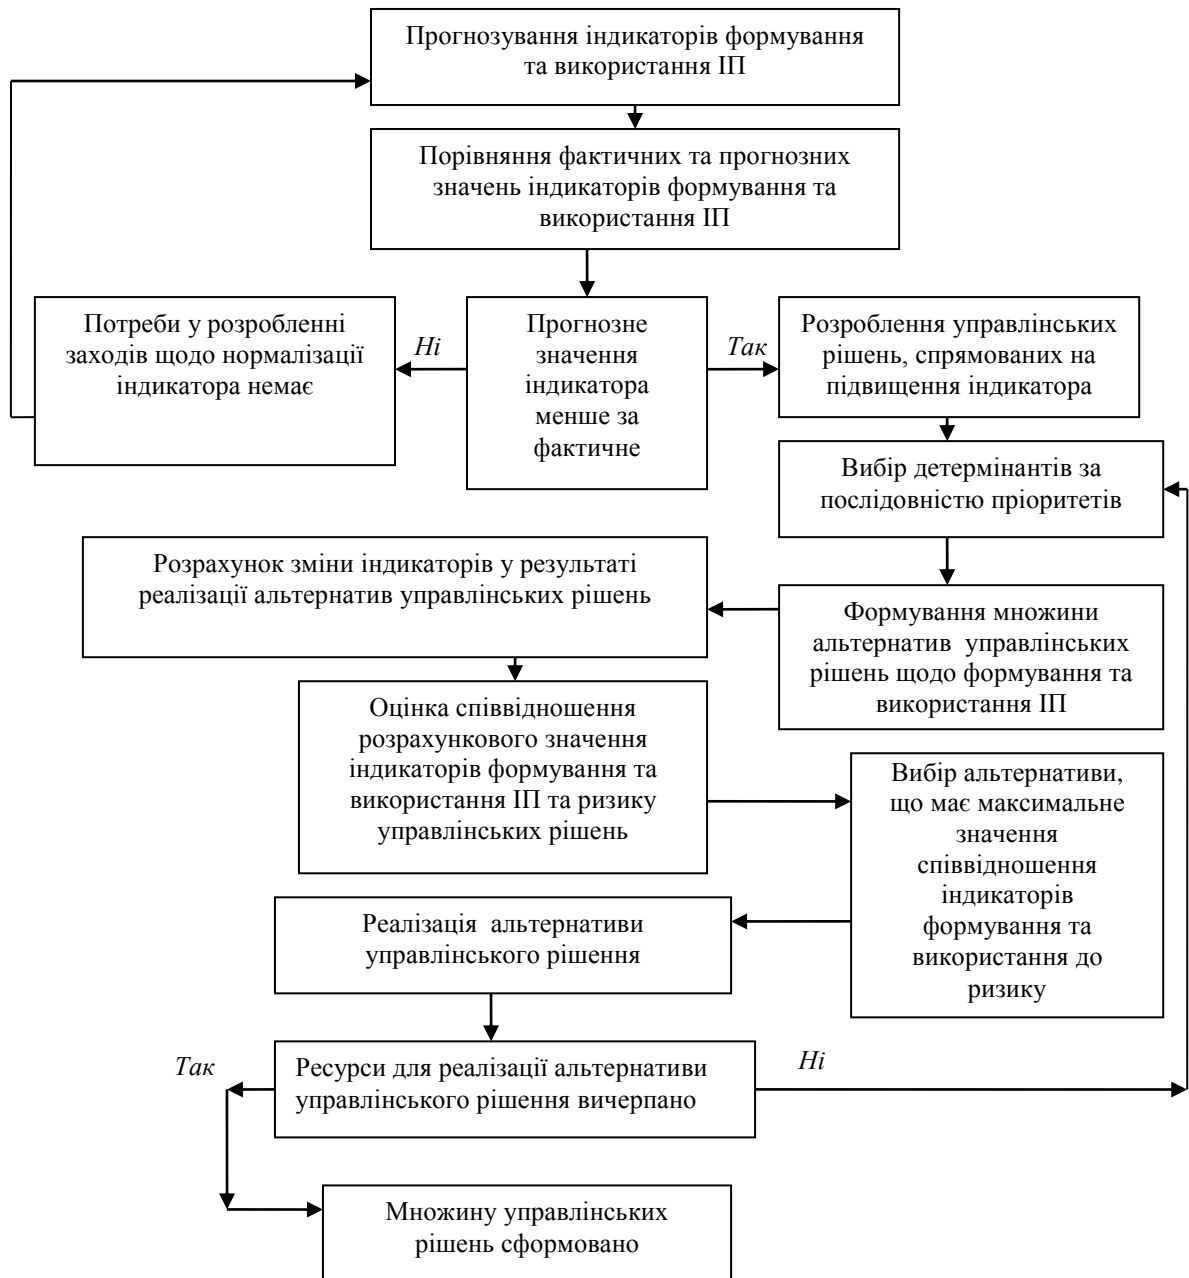 Прогнозування індикаторів формування
та використання ІП
Порівняння фактичних та прогнозних
значень індикаторів формування та
використання ІП
Потреби у розробленні
заходів щодо нормалізації
індикатора немає
Ні
Прогнозне
значення
індикатора
менше за
фактичне
Так
Розроблення управлінських
рішень, спрямованих на
підвищення індикатора
Вибір детермінантів за
послідовністю пріоритетів
Формування множини
альтернатив управлінських
рішень щодо формування та
використання ІП
Розрахунок зміни індикаторів у результаті
реалізації альтернатив управлінських рішень
Оцінка співвідношення
розрахункового значення
індикаторів формування та
використання ІП та ризику
управлінських рішень
Вибір альтернативи,
що має максимальне
значення
співвідношення
індикаторів
формування та
використання до
ризику
Реалізація альтернативи
управлінського рішення
Ресурси для реалізації альтернативи
управлінського рішення вичерпано
Так
Ні
Множину управлінських
рішень сформовано